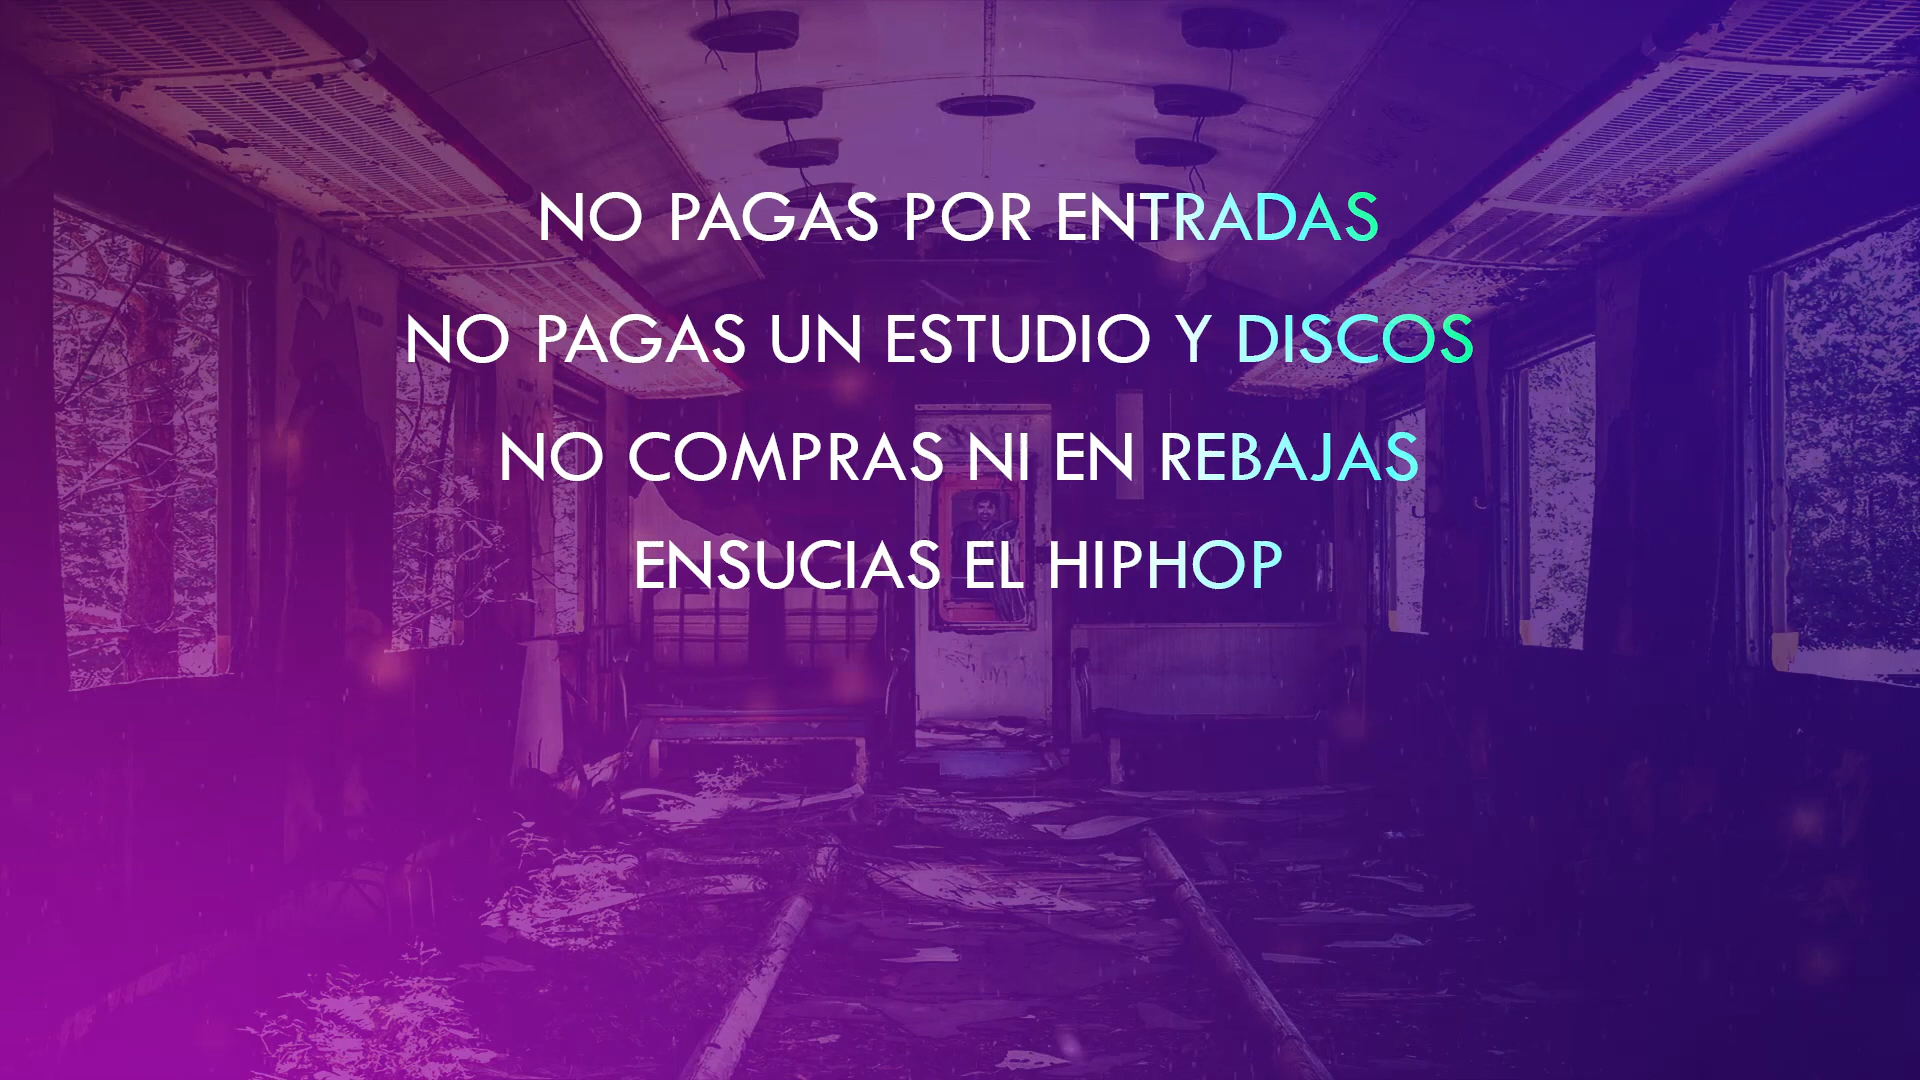 NO PAGAS POR ENTRADAS
NO PAGAS UN ESTUDIO Y DISCOS
NO COMPRAS NI EN REBAJAS
ENSUCIAS EL HIPHOP